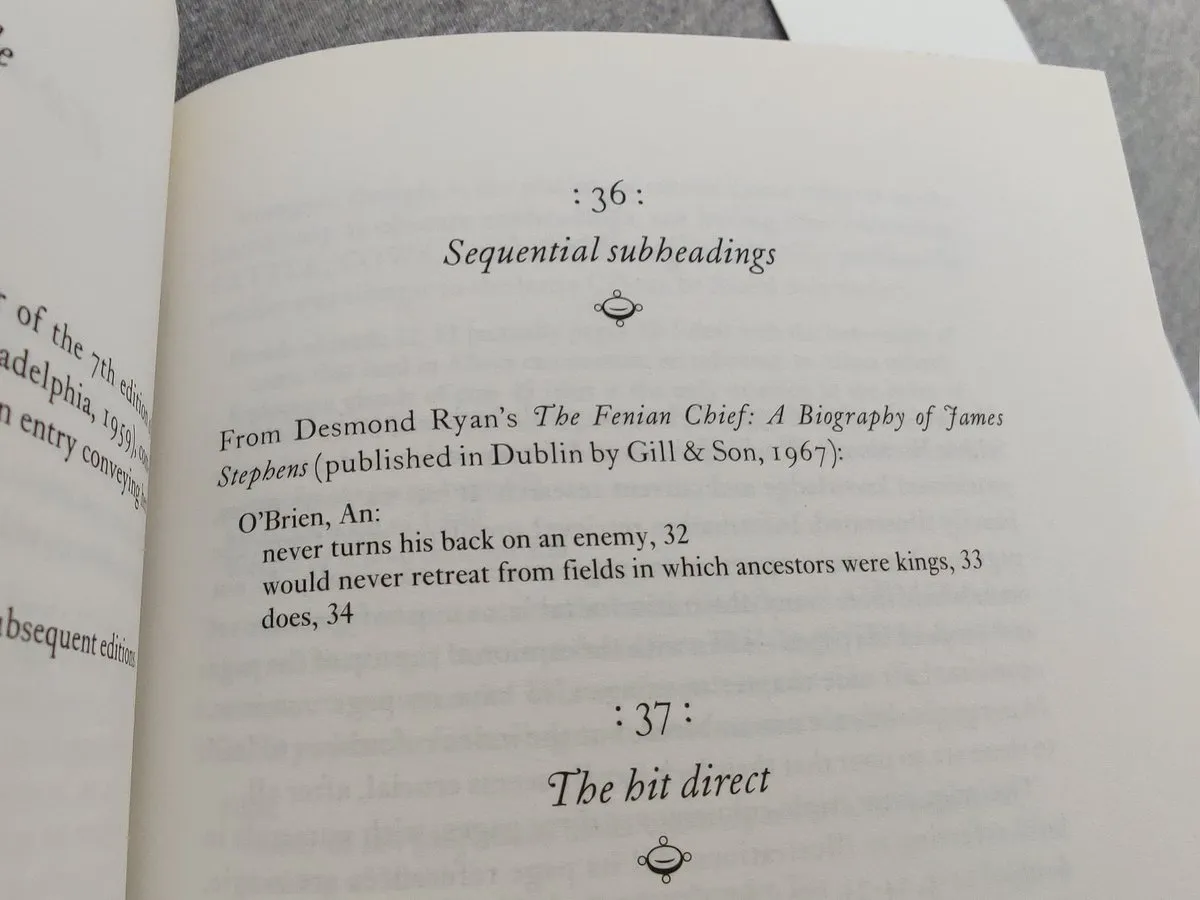 le
of the 7th edition
adelphia, 1959),
n entry conveying
bsequent editions
: 36 :
Sequential subheadings
From Desmond Ryan's The Fenian Chief: A Biography of James
Stephens (published in Dublin by Gill & Son, 1967):
O'Brien, An:
never turns his back on an enemy, 32
would never retreat from fields in which ancestors were kings, 33
does, 34
: 37 :
The hit direct